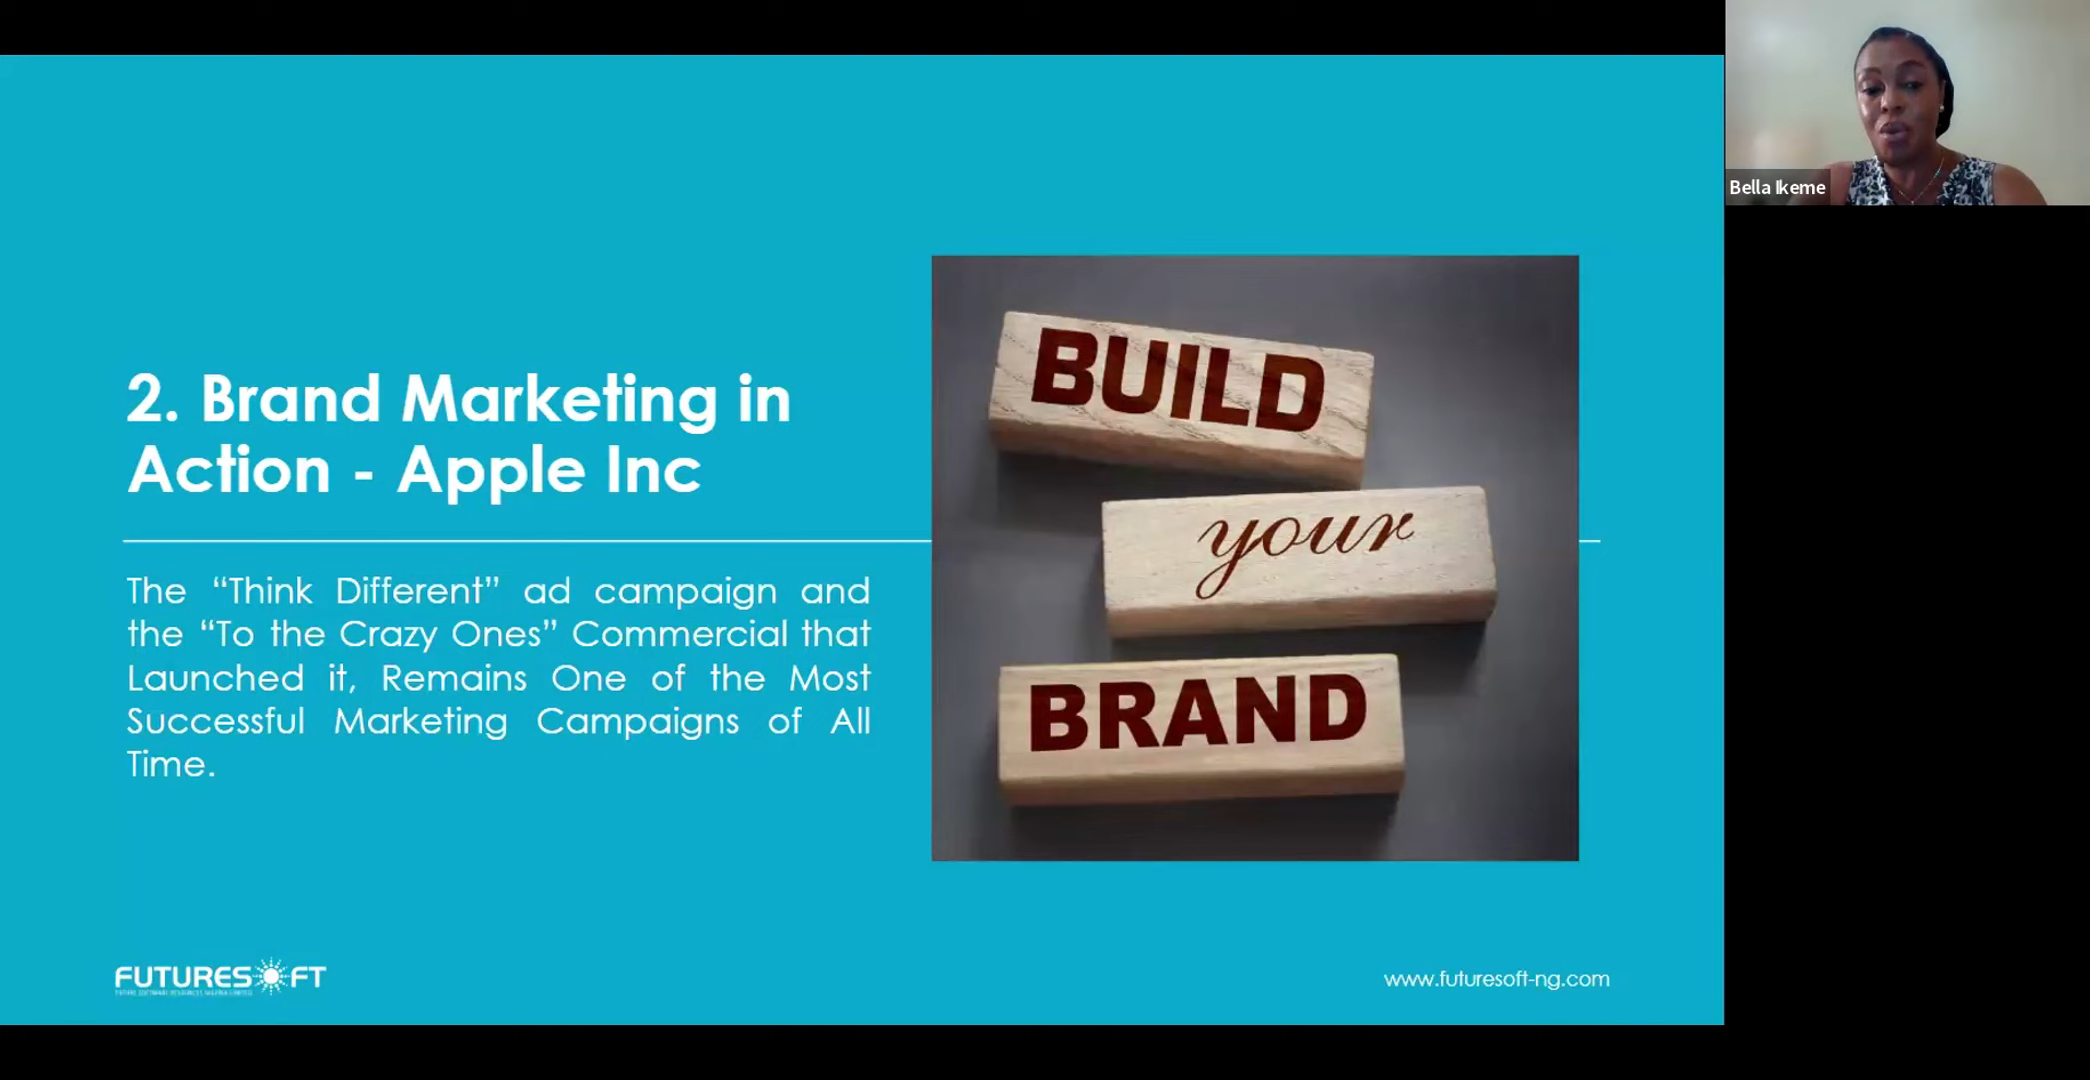 2. Brand Marketing in
Action - Apple Inc
The “Think Different” ad campaign and
the “To the Crazy Ones” Commercial that
Launched it, Remains One of the Most
Successful Marketing Campaigns of All
Time.
BUILD
your
BRAND
FUTURESOFT
www.futuresoft-ng.com
Bella Ikeme